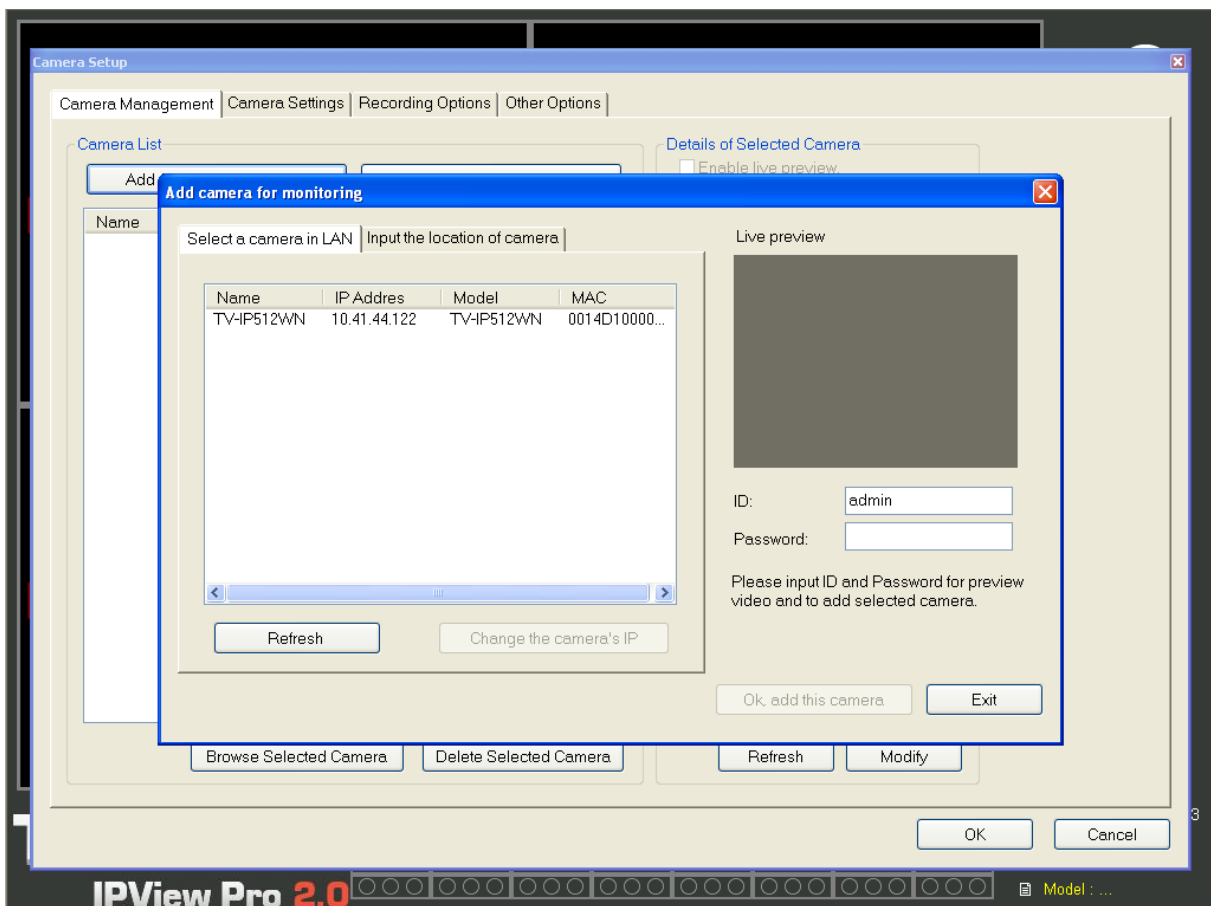 Camera Setup
Camera Management Camera Settings Recording Options Other Options
Camera List
Details of Selected Camera
Add
Enable live preview.
Name
Add camera for monitoring
Select a camera in LAN Input the location of camera
Live preview
Name IP Addres Model MAC
TV-IP512WN 10.41.44.122 TV-IP512WN 0014D10000...
ID: admin
Password:
Please input ID and Password for preview
video and to add selected camera.
Refresh Change the camera's IP
Ok, add this camera Exit
Browse Selected Camera Delete Selected Camera Refresh Modify
OK Cancel
3
IPView Pro 2.0
Model : ...